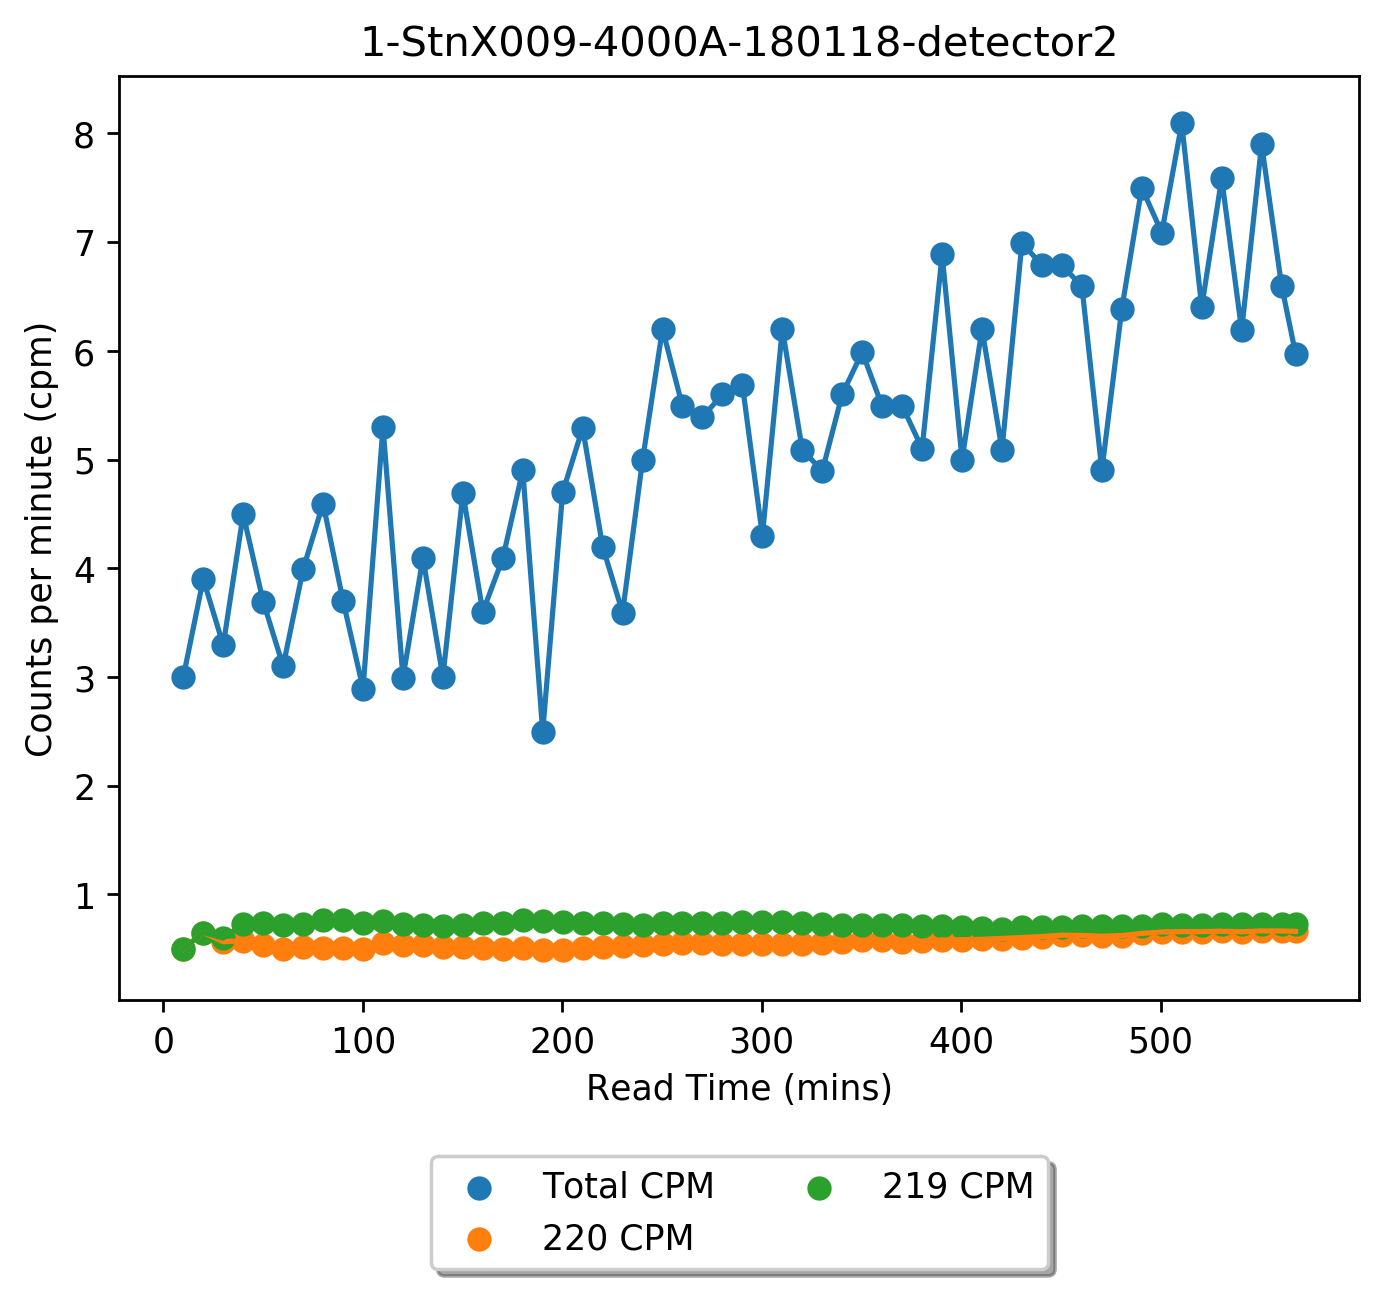 1-StnX009-4000A-180118-detector2
8
7
6
5
4
3
2
1
Counts per minute (cpm)
0 100 200 300 400 500
Read Time (mins)
Total CPM 219 CPM
220 CPM